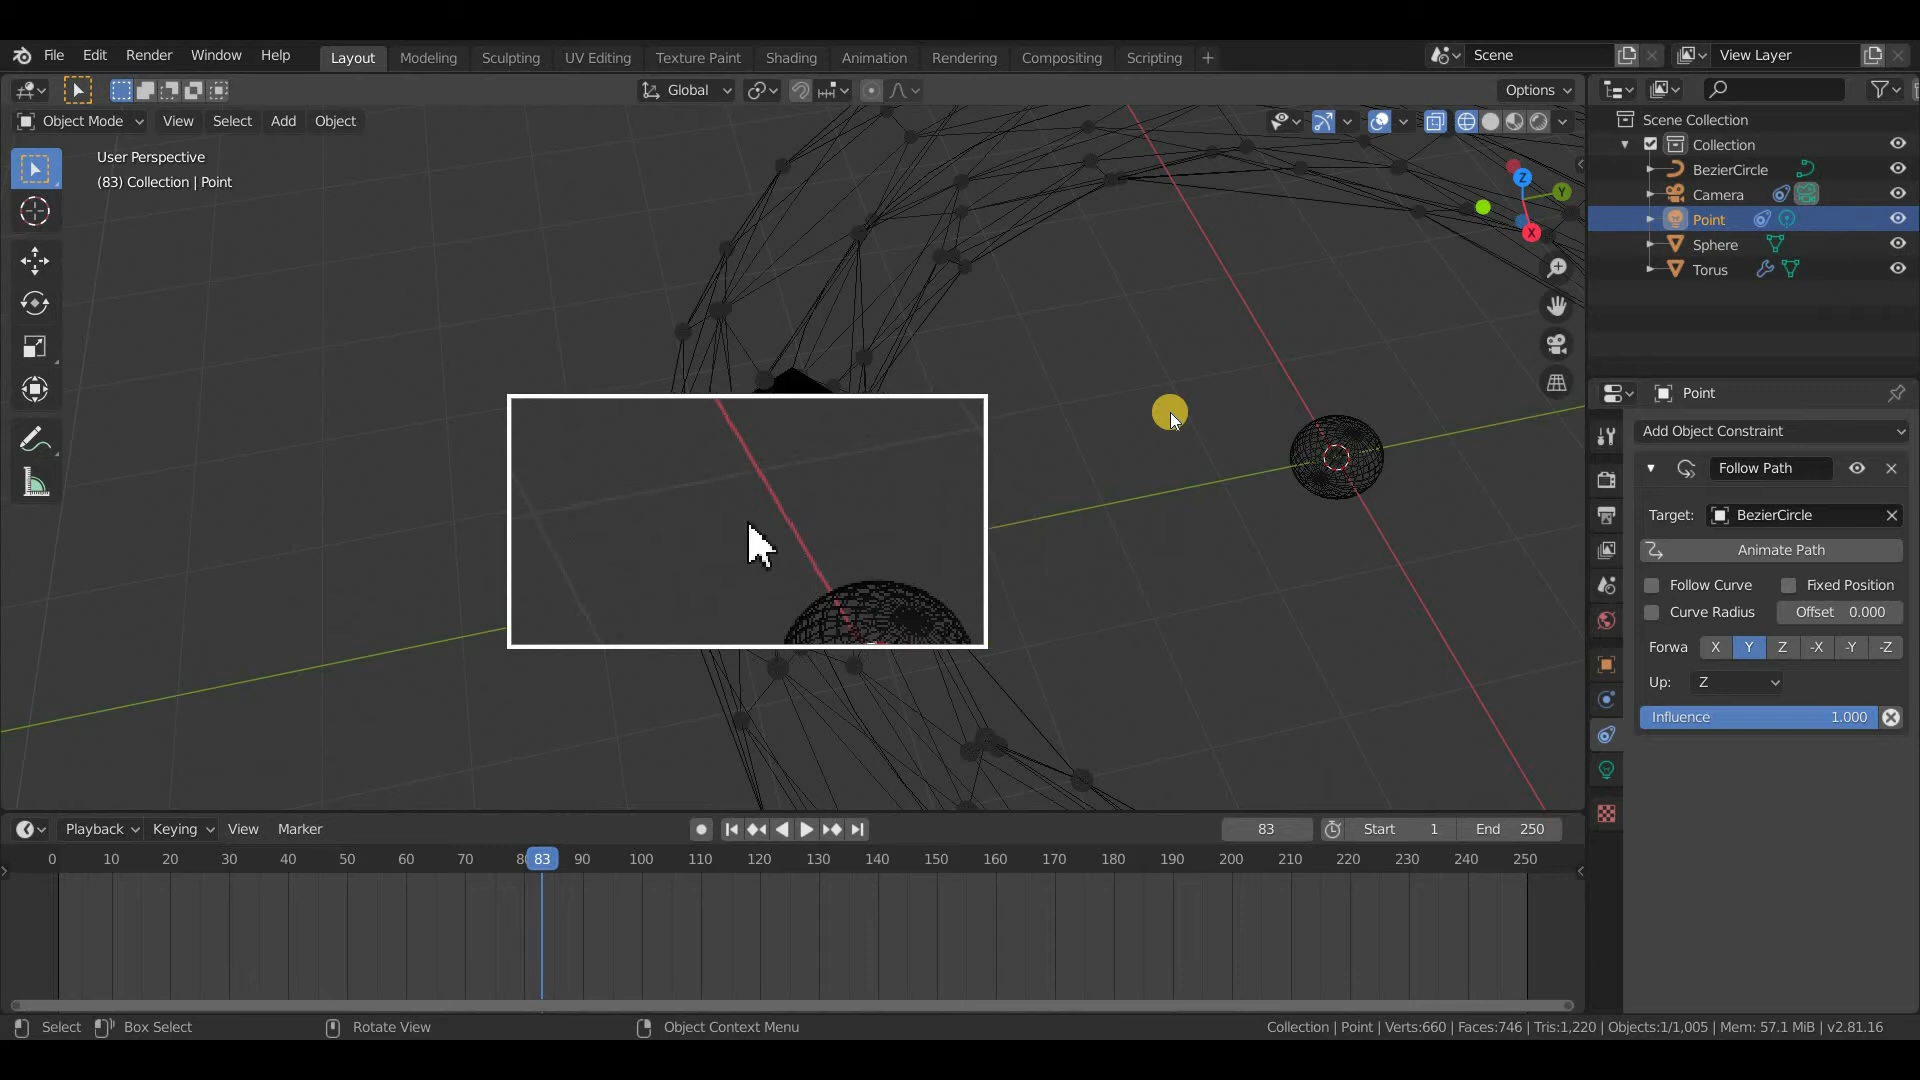 File Edit Render Window Help Layout Modeling Sculpting UV Editing Texture Paint Shading Animation Rendering Compositing Scripting + Scene View Layer
Global Options
Object Mode View Select Add Object
User Perspective
(83) Collection | Point
Z
Y
X
Scene Collection
Collection
BezierCircle
Camera
Point
Sphere
Torus
Point
Add Object Constraint
Follow Path
Target: BezierCircle
Animate Path
Follow Curve Fixed Position
Curve Radius Offset 0.000
Forwa X Y Z -X -Y -Z
Up: Z
Influence 1.000
Playback Keying View Marker 83 Start 1 End 250
0 10 20 30 40 50 60 70 8 83 90 100 110 120 130 140 150 160 170 180 190 200 210 220 230 240 250
Select Box Select Rotate View Object Context Menu Collection | Point | Verts:660 | Faces:746 | Tris:1,220 | Objects:1/1,005 | Mem: 57.1 MiB | v2.81.16